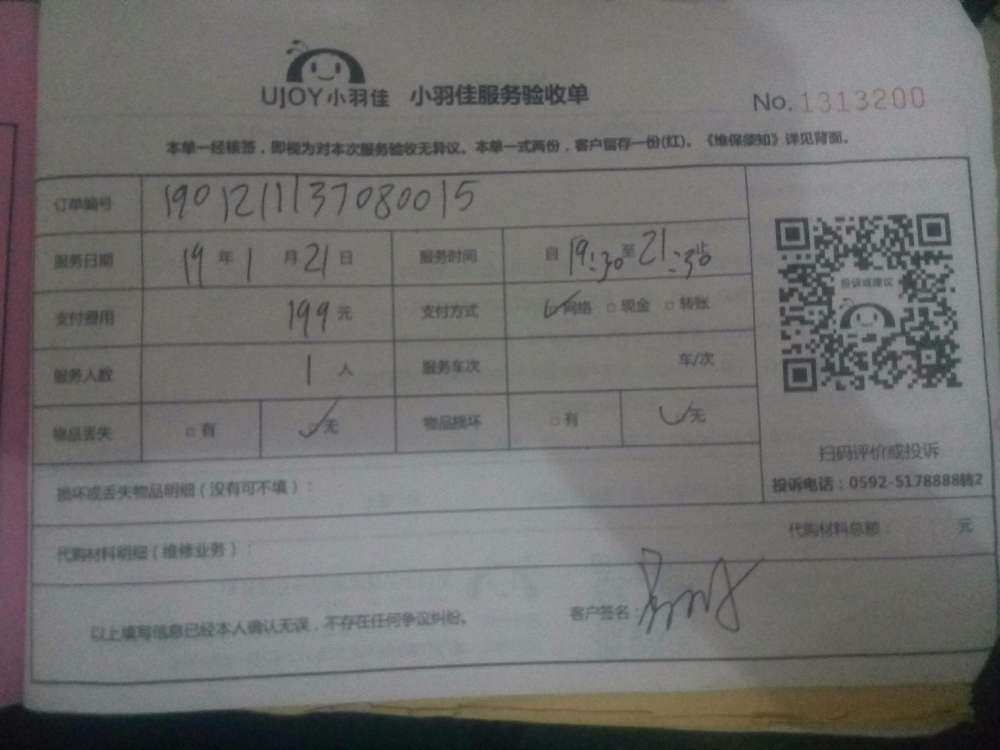 UJOY小羽佳 小羽佳服务验收单 No.1313200
本单一经核签，即视为对本次服务验收无异议。本单一式两份，客户留存一份(红)。《维保须知》详见背面。
订单编号 190121137080015
服务日期 19年1月21日 服务时间 自19:30至21:30止
支付费用 199元 支付方式 ☑网络 □现金 □转账
服务人数 1人 服务车次 车/次
物品丢失 □有 ☑无 物品损坏 □有 ☑无
投诉或建议
扫码评价或投诉
投诉电话：0592-5178888转2
损坏或丢失物品明细（没有可不填）：
代购材料明细（维修业务）： 代购材料总额： 元
以上填写信息已经本人确认无误，不存在任何争议纠纷。 客户签名：